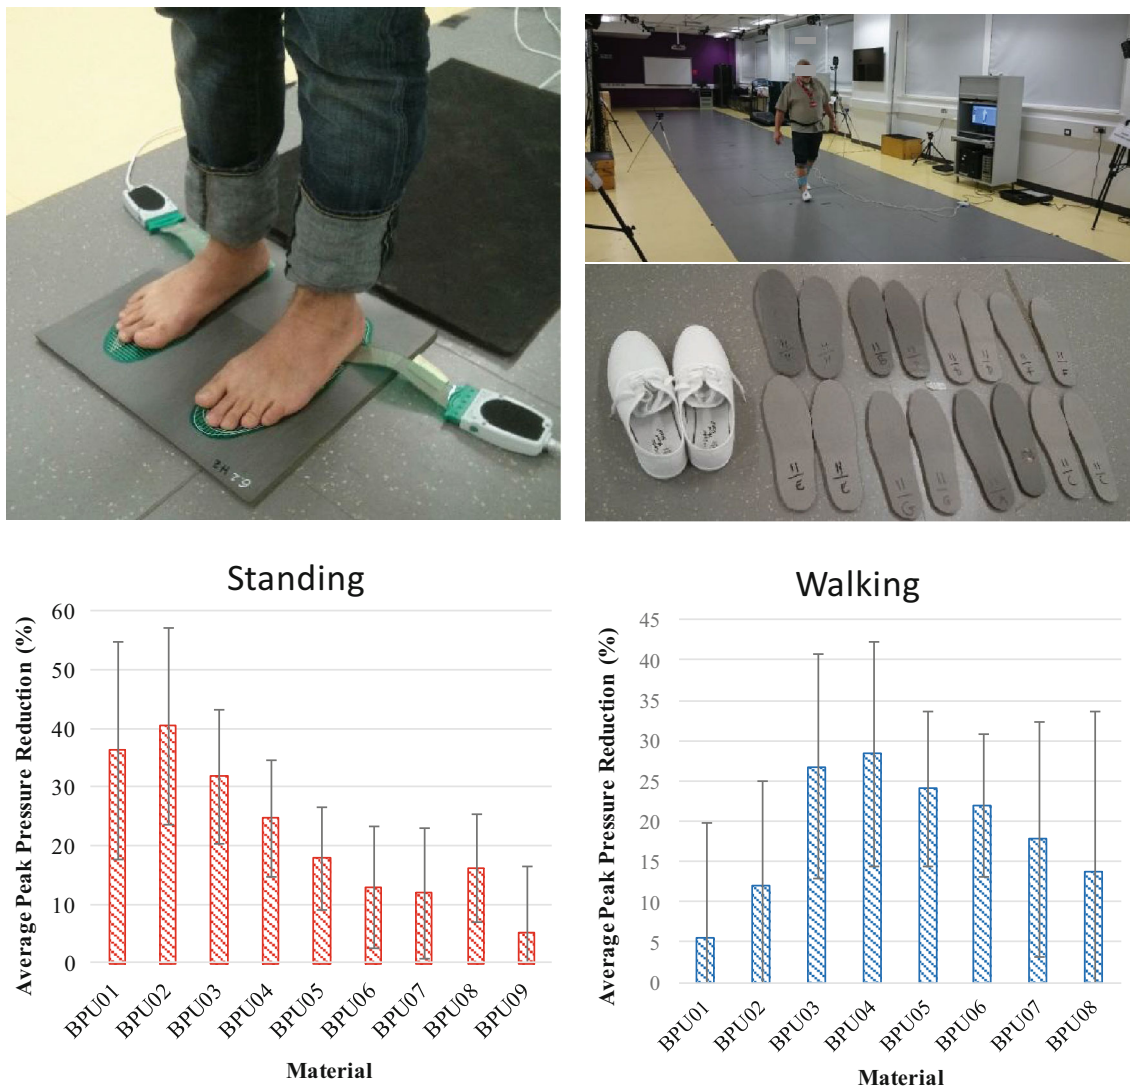 62 H2
Standing
Average Peak Pressure Reduction (%)
60
50
40
30
20
10
0
BPU01
BPU02
BPU03
BPU04
BPU05
BPU06
BPU07
BPU08
BPU09
Material
Walking
Average Peak Pressure Reduction (%)
45
40
35
30
25
20
15
10
5
0
BPU01
BPU02
BPU03
BPU04
BPU05
BPU06
BPU07
BPU08
Material